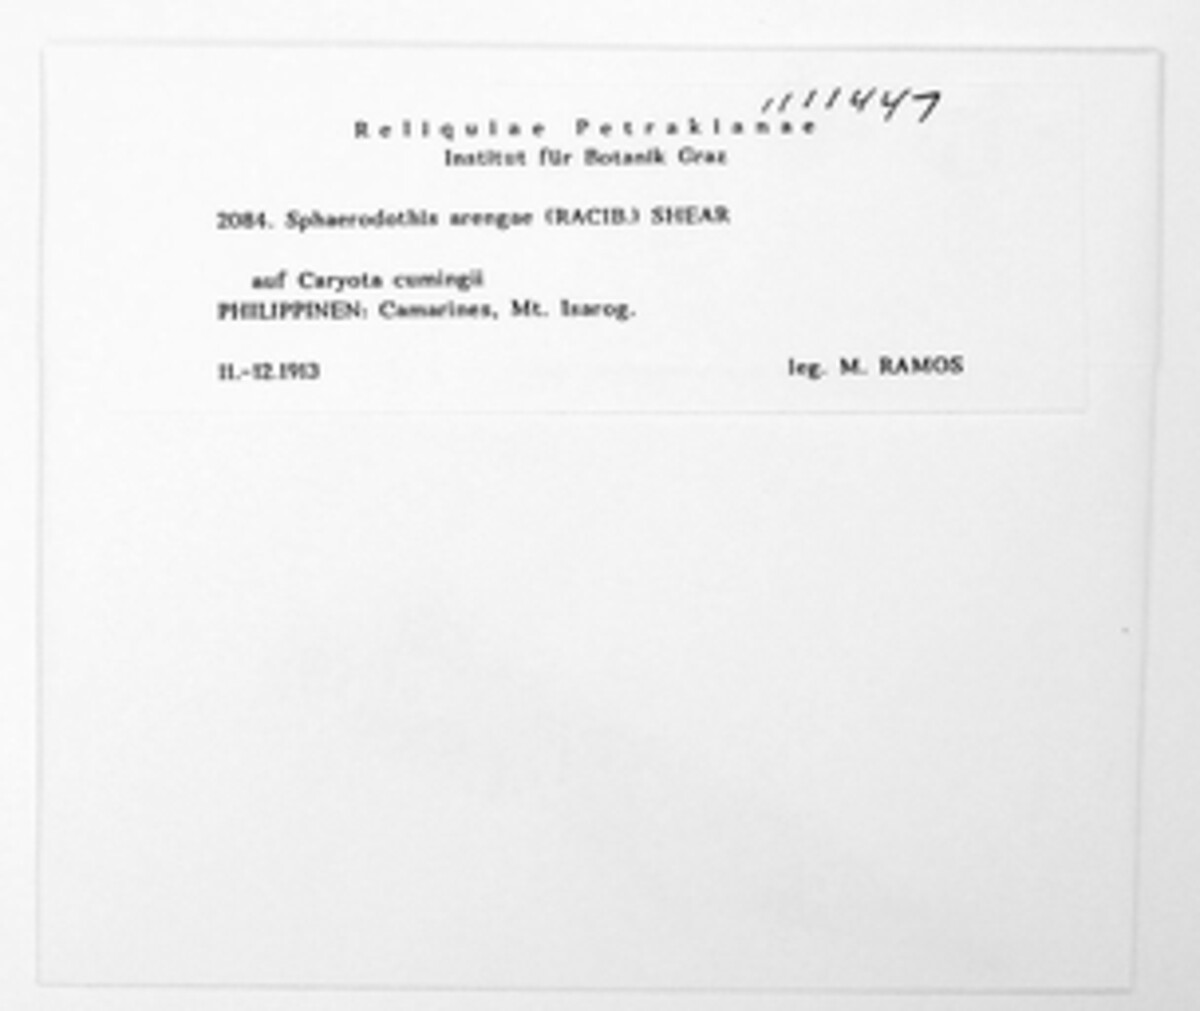 1111447
Reliquiae Petrakianae
Institut für Botanik Graz
2084. Sphaerodothis arengae (RACIB.) SHEAR
auf Caryota cumingii
PHILIPPINEN: Camarines, Mt. Isarog.
11.-12.1913 leg. M. RAMOS